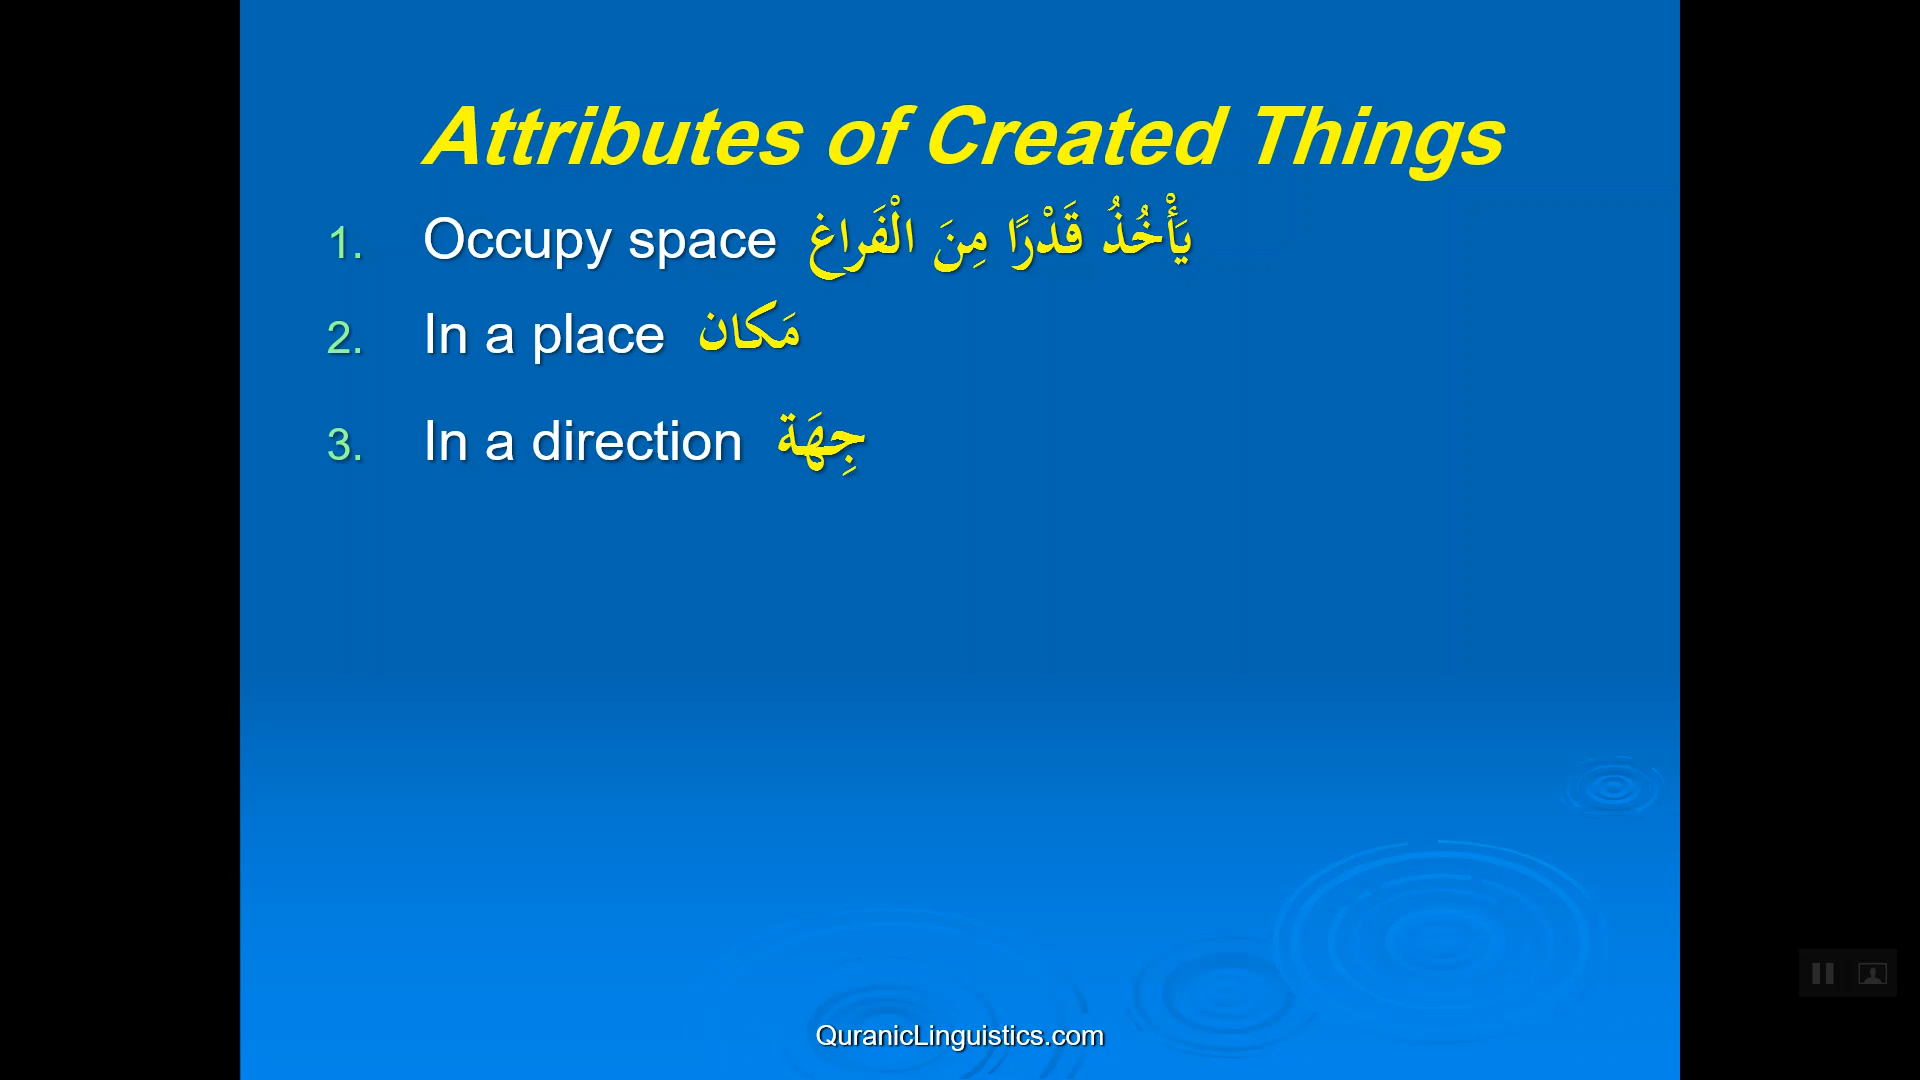 Attributes of Created Things
1. Occupy space يَأْخُذُ قَدْرًا مِنَ الْفَراغ
2. In a place مَكان
3. In a direction جِهَة
QuranicLinguistics.com